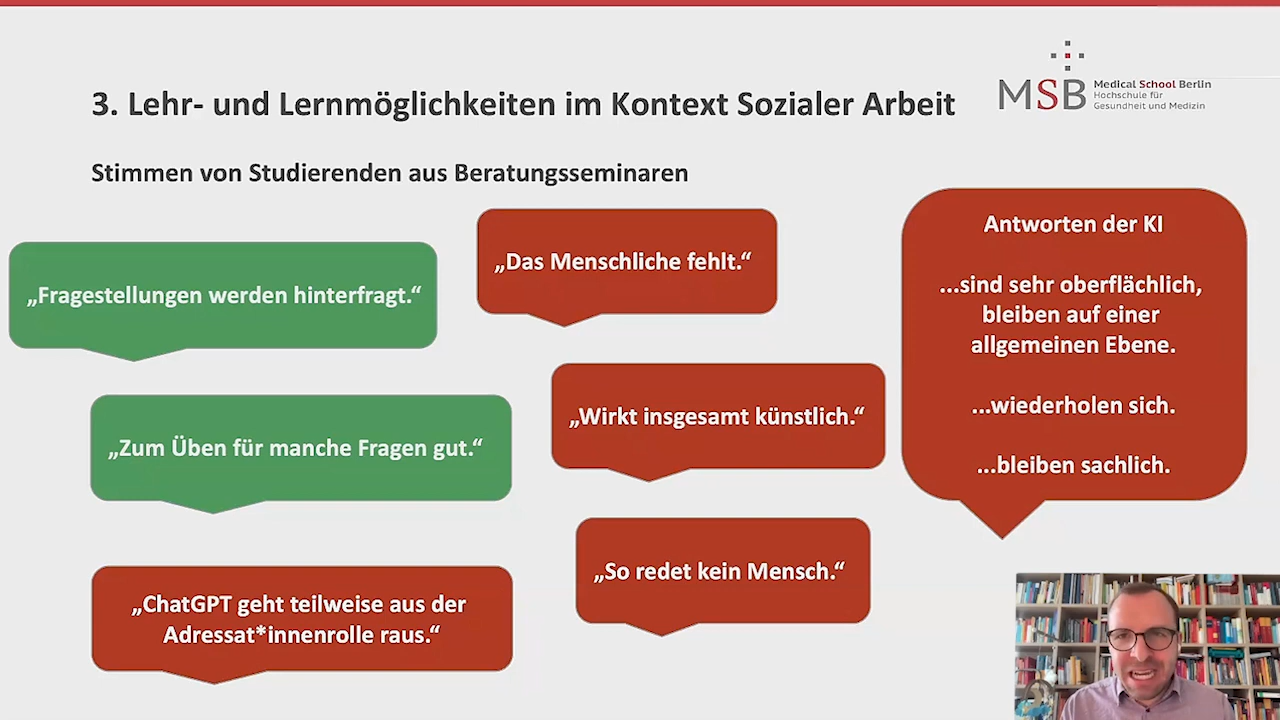 3. Lehr- und Lernmöglichkeiten im Kontext Sozialer Arbeit
MSB
Medical School Berlin
Hochschule für
Gesundheit und Medizin
Stimmen von Studierenden aus Beratungsseminaren
„Fragestellungen werden hinterfragt.“
„Zum Üben für manche Fragen gut.“
„ChatGPT geht teilweise aus der
Adressat*innenrolle raus.“
„Das Menschliche fehlt.“
„Wirkt insgesamt künstlich.“
„So redet kein Mensch.“
Antworten der KI
...sind sehr oberflächlich,
bleiben auf einer
allgemeinen Ebene.
...wiederholen sich.
...bleiben sachlich.